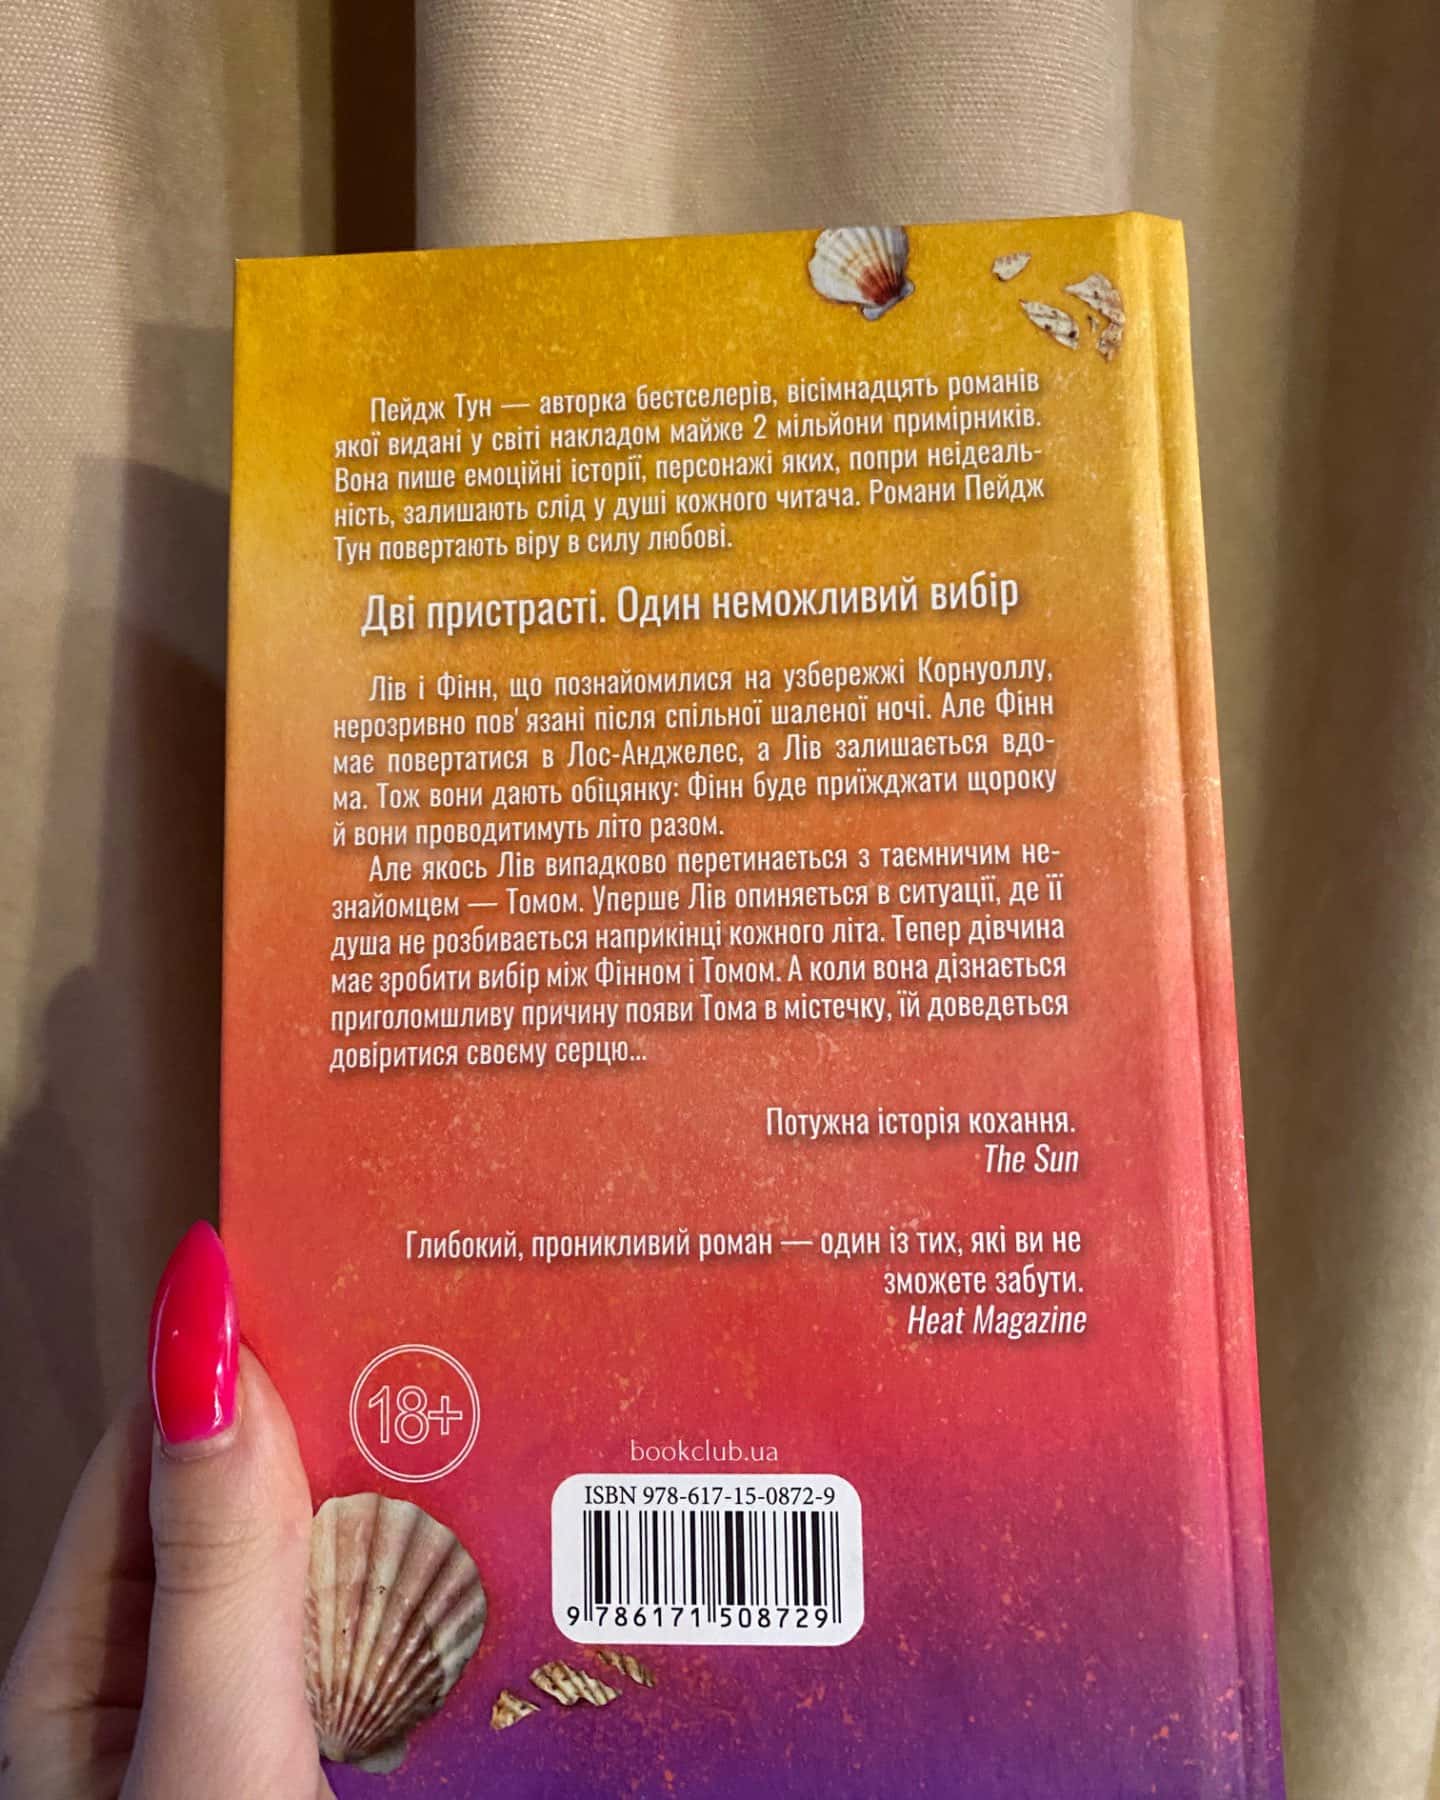 Пейдж Тун — авторка бестселерів, вісімнадцять романів
якої видані у світі накладом майже 2 мільйони примірників.
Вона пише емоційні історії, персонажі яких, попри неідеаль-
ність, залишають слід у душі кожного читача. Романи Пейдж
Тун повертають віру в силу любові.
Дві пристрасті. Один неможливий вибір
Лів і Фінн, що познайомилися на узбережжі Корнуоллу,
нерозривно пов' язані після спільної шаленої ночі. Але Фінн
має повертатися в Лос-Анджелес, а Лів залишається вдо-
ма. Тож вони дають обіцянку: Фінн буде приїжджати щороку
й вони проводитимуть літо разом.
Але якось Лів випадково перетинається з таємничим не-
знайомцем — Томом. Уперше Лів опиняється в ситуації, де її
душа не розбивається наприкінці кожного літа. Тепер дівчина
має зробити вибір між Фінном і Томом. А коли вона дізнається
приголомшливу причину появи Тома в містечку, їй доведеться
довіритися своєму серцю...
Потужна історія кохання.
The Sun
Глибокий, проникливий роман — один із тих, які ви не
зможете забути.
Heat Magazine
18+
bookclub.ua
ISBN 978-617-15-0872-9
9 786171 508729